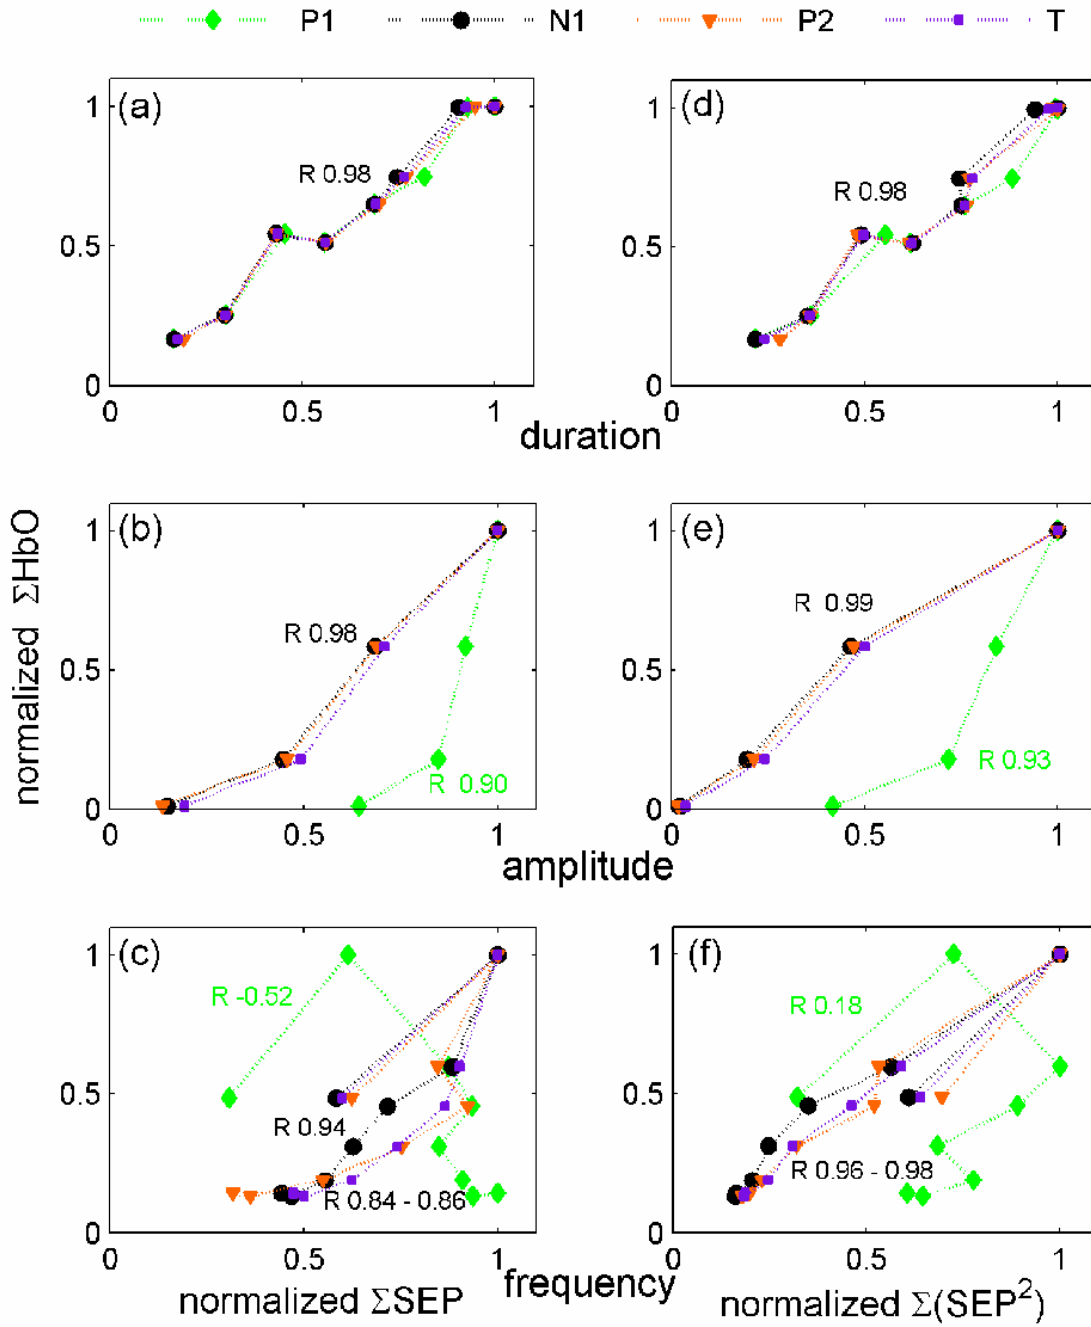 P1 N1 P2 T
(a) (d)
1 1
R 0.98 R 0.98
0.5 0.5
0 0
0 0.5 1 0 0.5 1
duration
(b) (e)
1 1
R 0.98 R 0.99
0.5 0.5
R 0.90 R 0.93
0 0
0 0.5 1 0 0.5 1
amplitude
normalized ΣHbO
(c) (f)
1 1
R -0.52 R 0.18
0.5 0.5
R 0.94
R 0.84 - 0.86 R 0.96 - 0.98
0 0
0 0.5 1 0 0.5 1
frequency
normalized ΣSEP normalized Σ(SEP²)